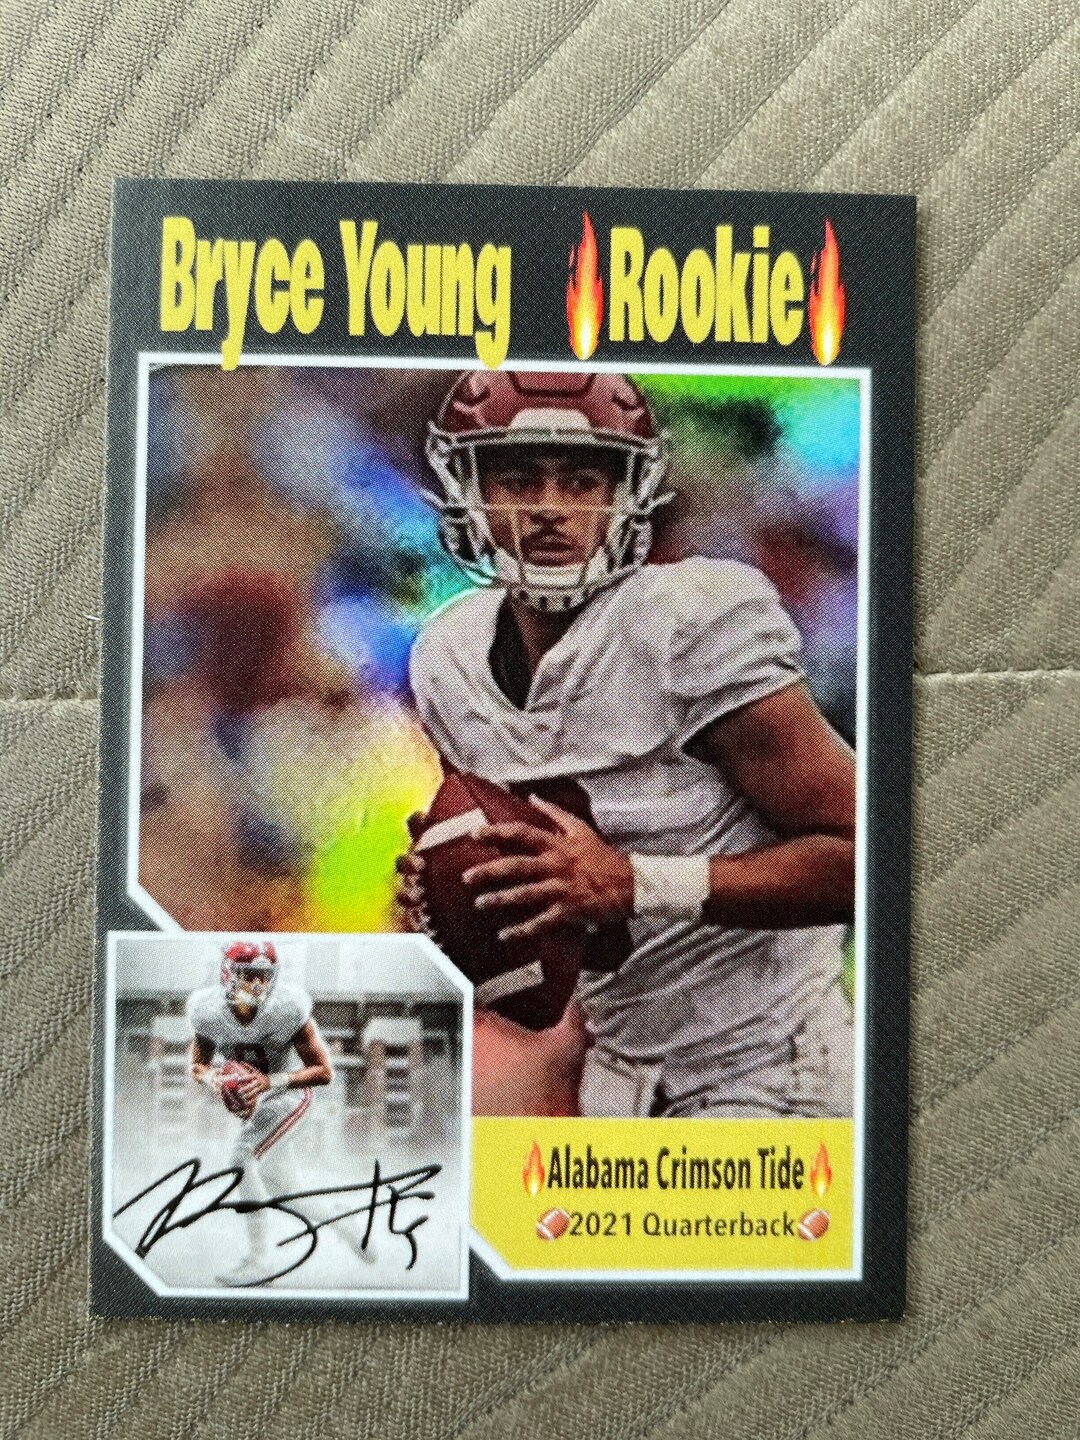 Bryce Young 🔥Rookie🔥
🔥Alabama Crimson Tide🔥
🏈2021 Quarterback🏈